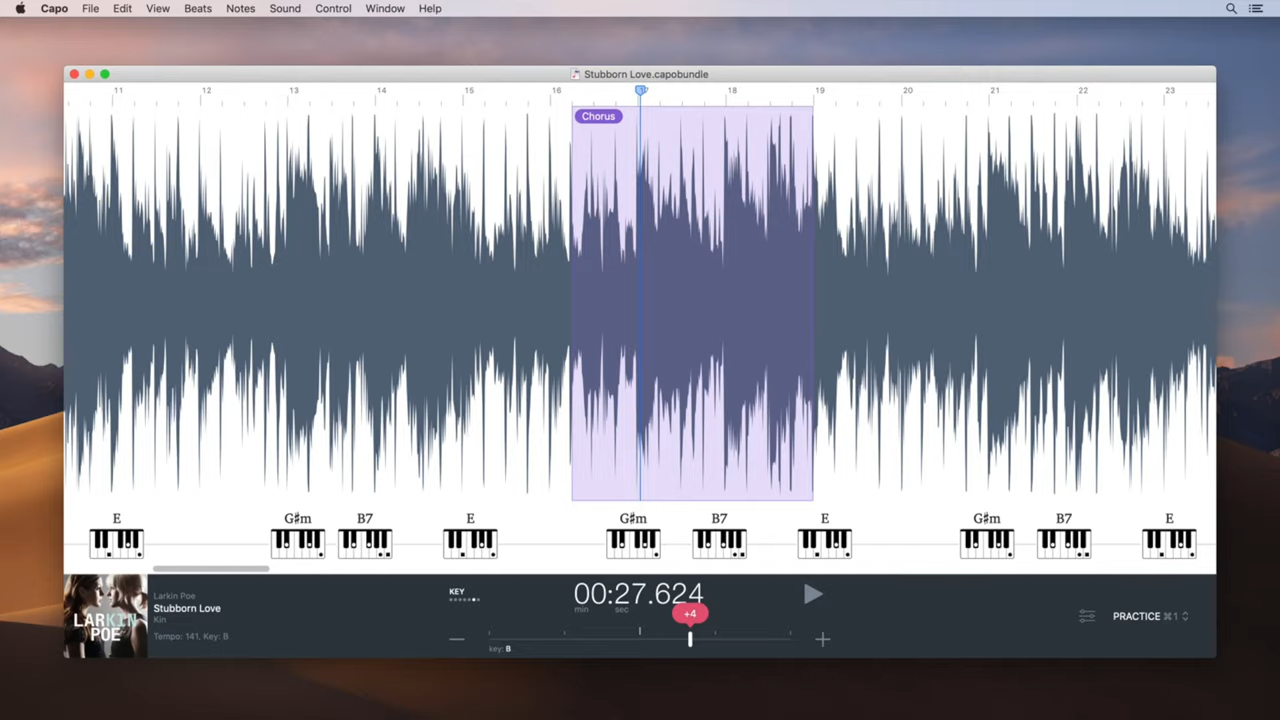 Capo File Edit View Beats Notes Sound Control Window Help
Stubborn Love.capobundle
11 12 13 14 15 16 17 18 19 20 21 22 23
Chorus
E G♯m B7 E G♯m B7 E G♯m B7 E
LARKIN
POE
Larkin Poe
Stubborn Love
Kin
Tempo: 141, Key: B
KEY
00:27.624
min sec
+4
key: B
PRACTICE ⌘1